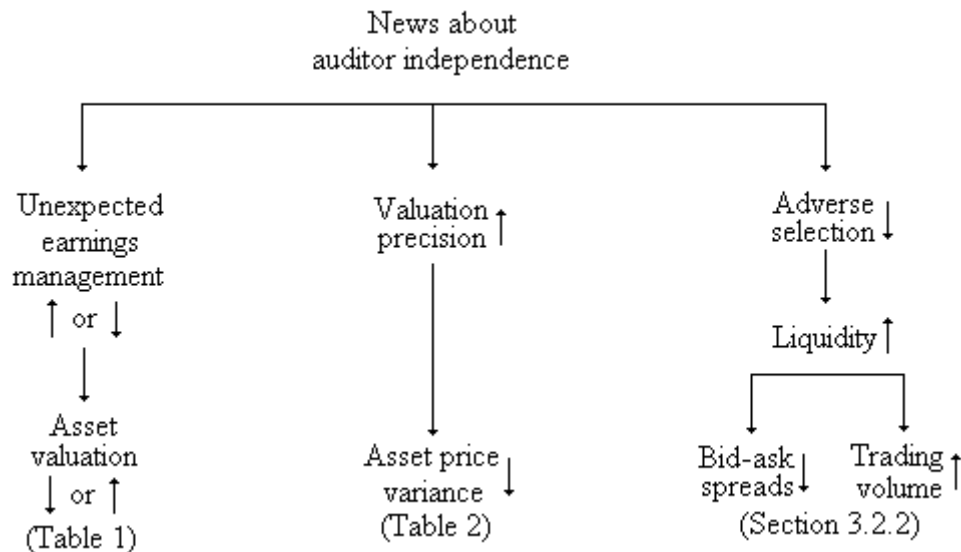 News about
auditor independence
Unexpected
earnings
management
↑ or ↓
Asset
valuation
↓ or ↑
(Table 1)
Valuation
precision ↑
Asset price
variance ↓
(Table 2)
Adverse
selection ↓
Liquidity ↑
Bid-ask
spreads ↓
Trading
volume ↑
(Section 3.2.2)